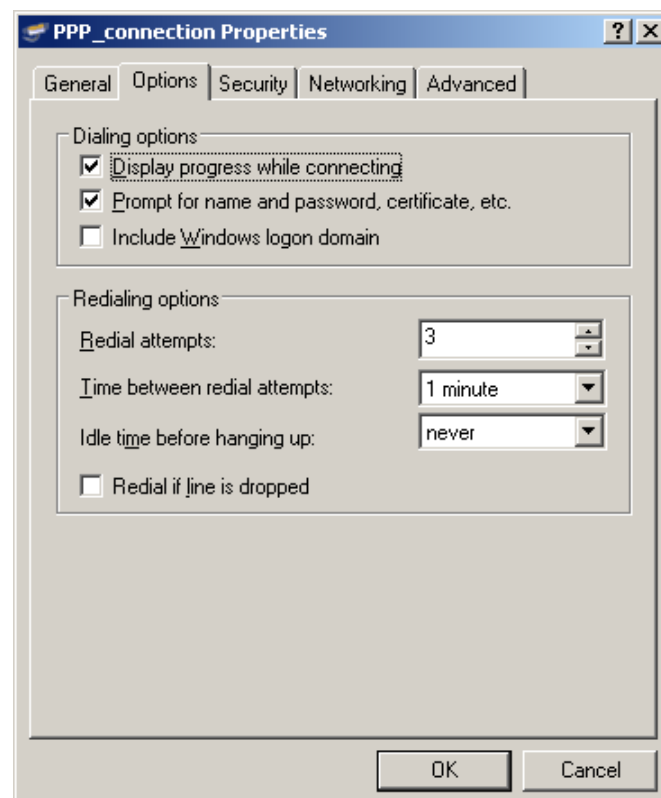 PPP_connection Properties
General Options Security Networking Advanced
Dialing options
Display progress while connecting
Prompt for name and password, certificate, etc.
Include Windows logon domain
Redialing options
Redial attempts: 3
Time between redial attempts: 1 minute
Idle time before hanging up: never
Redial if line is dropped
OK Cancel